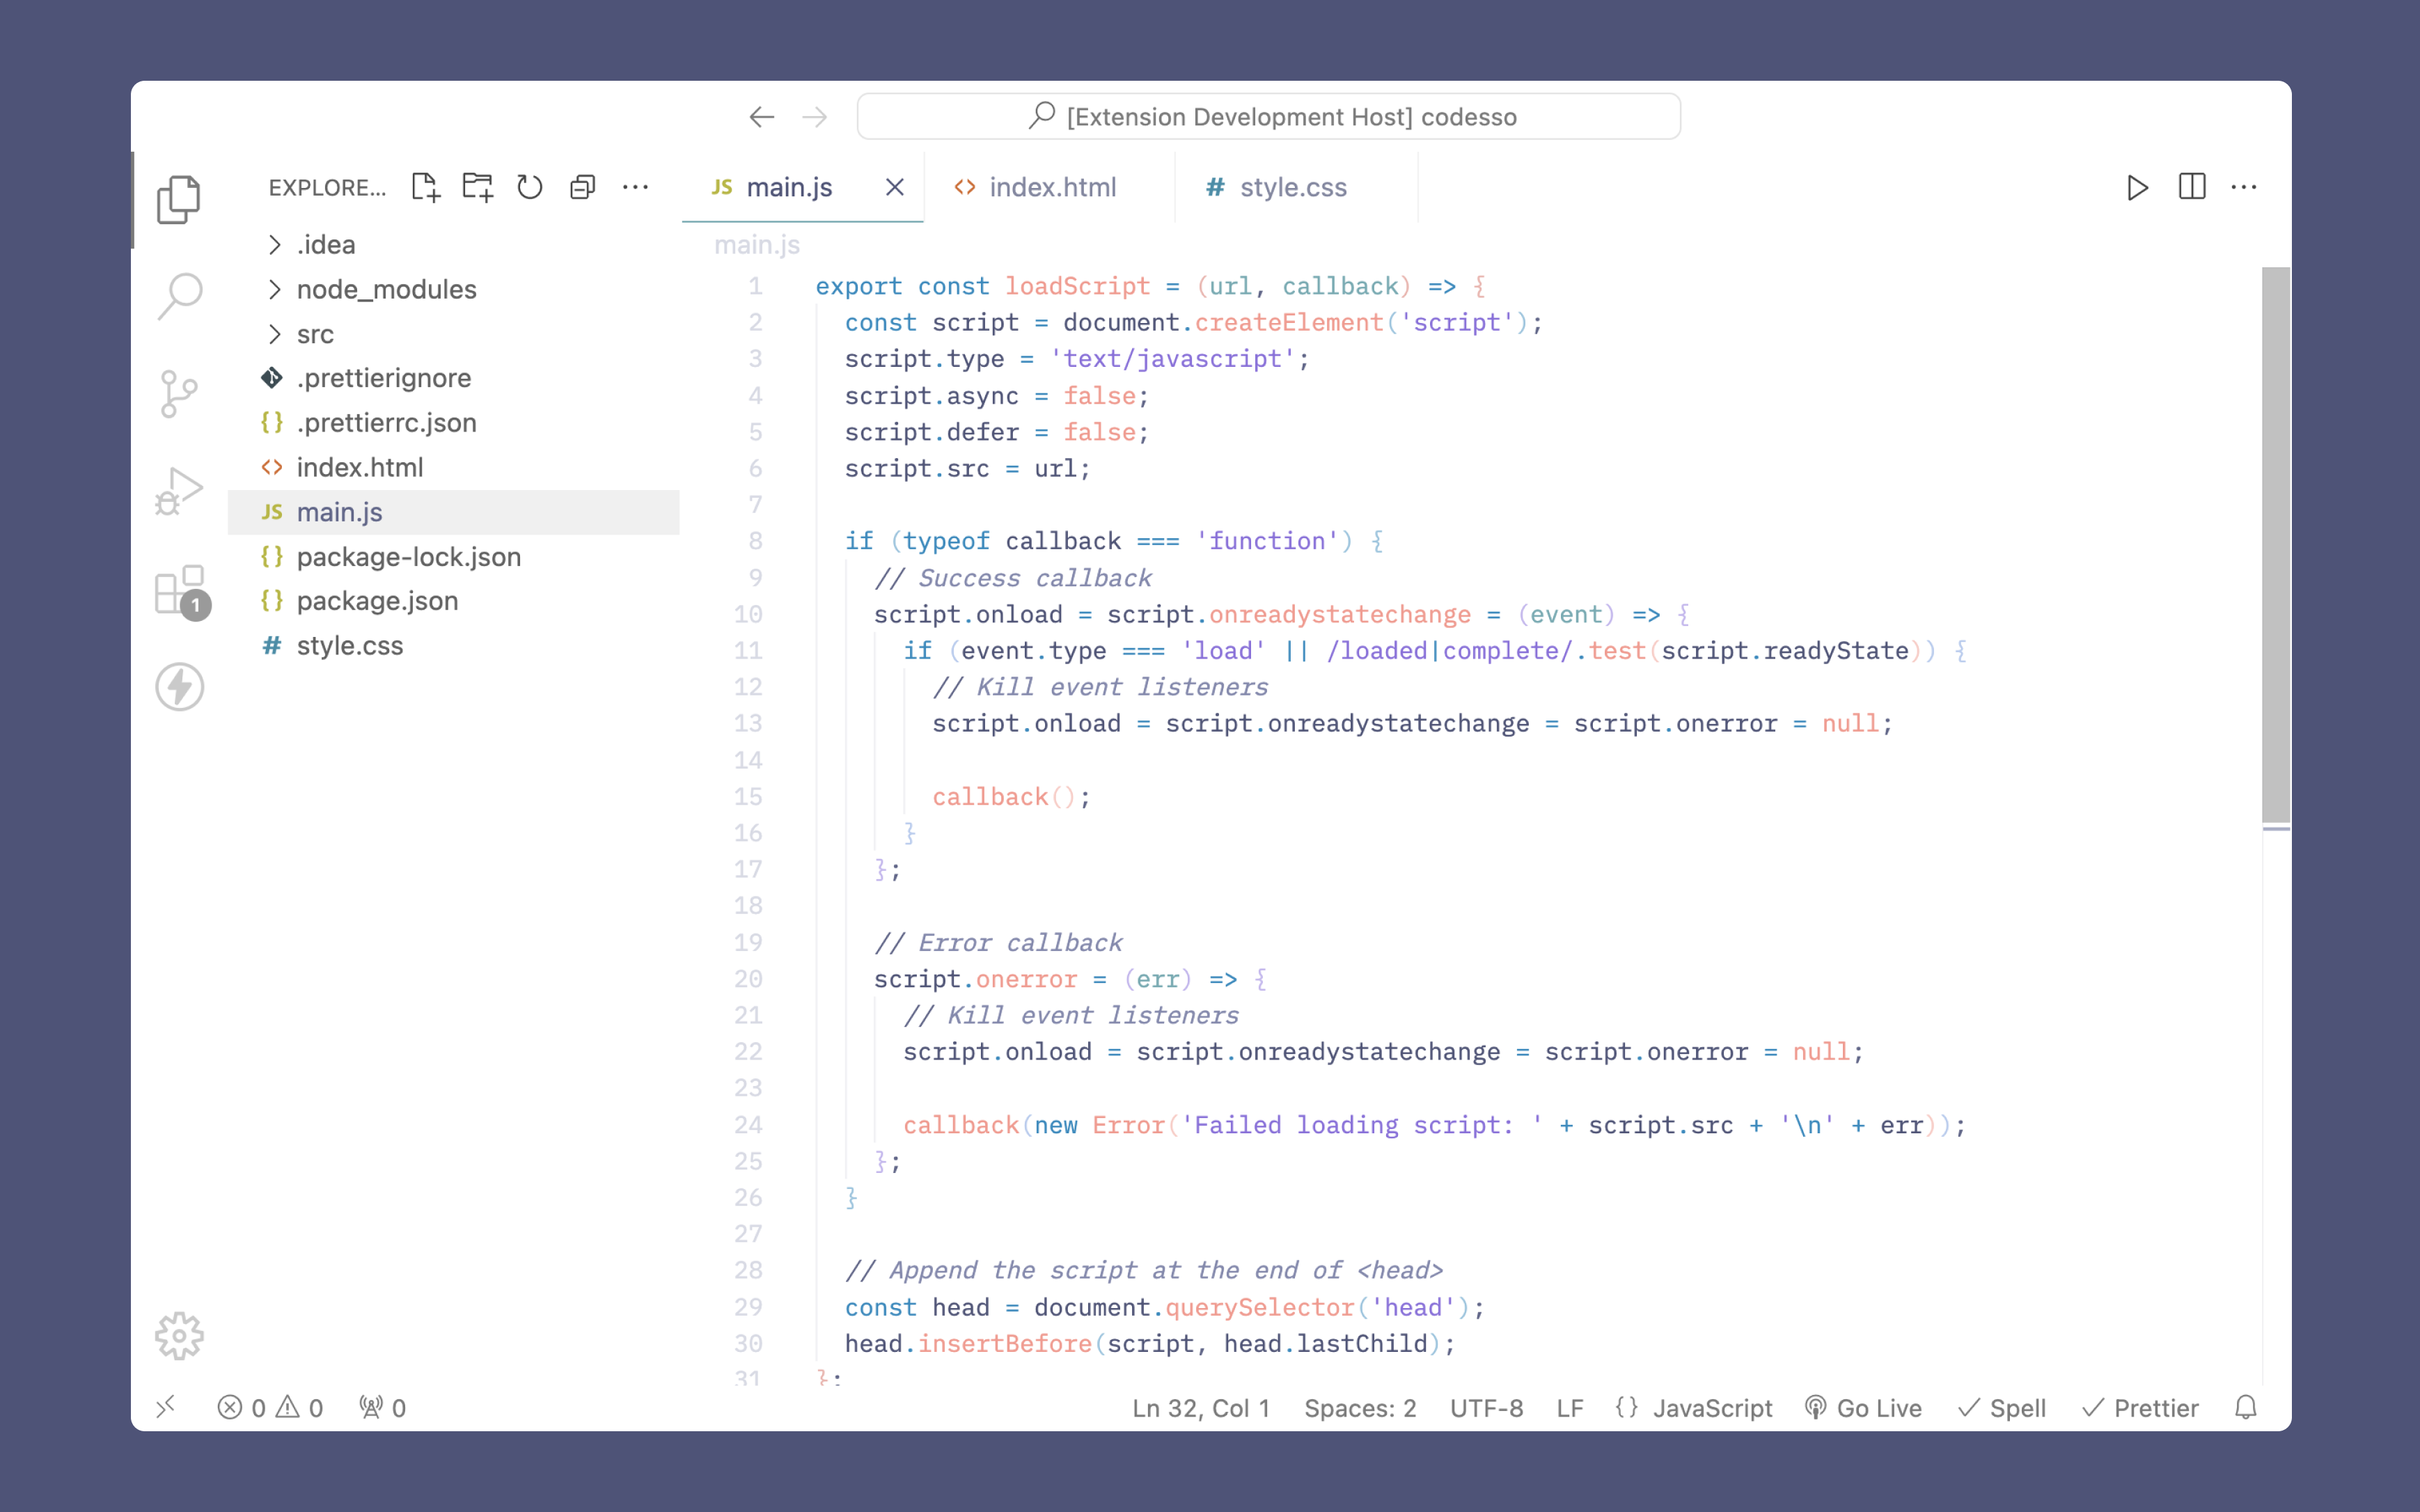 [Extension Development Host] codesso
EXPLORE...
JS main.js
<> index.html
# style.css
.idea
node_modules
src
.prettierignore
{} .prettierrc.json
<> index.html
JS main.js
{} package-lock.json
{} package.json
# style.css
1
main.js
1 export const loadScript = (url, callback) => {
2   const script = document.createElement('script');
3   script.type = 'text/javascript';
4   script.async = false;
5   script.defer = false;
6   script.src = url;
7
8   if (typeof callback === 'function') {
9     // Success callback
10     script.onload = script.onreadystatechange = (event) => {
11       if (event.type === 'load' || /loaded|complete/.test(script.readyState)) {
12         // Kill event listeners
13         script.onload = script.onreadystatechange = script.onerror = null;
14
15         callback();
16       }
17     };
18
19     // Error callback
20     script.onerror = (err) => {
21       // Kill event listeners
22       script.onload = script.onreadystatechange = script.onerror = null;
23
24       callback(new Error('Failed loading script: ' + script.src + '\n' + err));
25     };
26   }
27
28   // Append the script at the end of <head>
29   const head = document.querySelector('head');
30   head.insertBefore(script, head.lastChild);
31 };
0 0 0
Ln 32, Col 1 Spaces: 2 UTF-8 LF {} JavaScript Go Live Spell Prettier